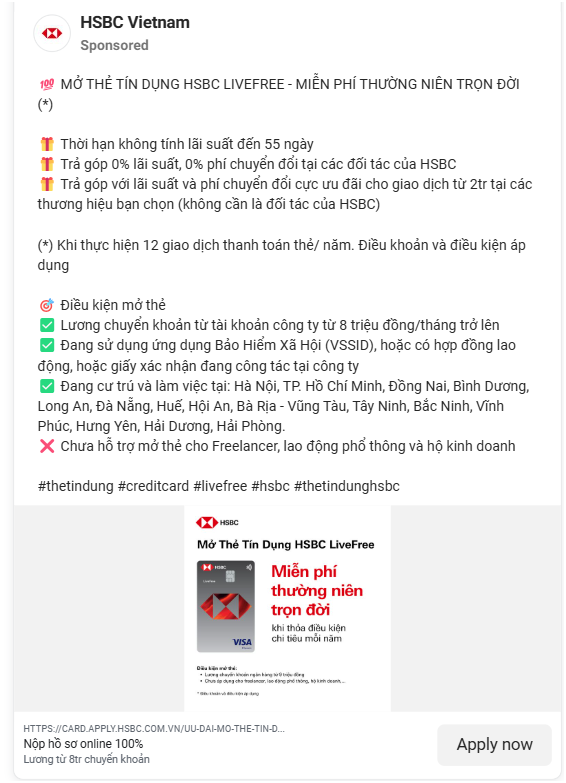 HSBC Vietnam
Sponsored
💯 MỞ THẺ TÍN DỤNG HSBC LIVEFREE - MIỄN PHÍ THƯỜNG NIÊN TRỌN ĐỜI
(*)
🎁 Thời hạn không tính lãi suất đến 55 ngày
🎁 Trả góp 0% lãi suất, 0% phí chuyển đổi tại các đối tác của HSBC
🎁 Trả góp với lãi suất và phí chuyển đổi cực ưu đãi cho giao dịch từ 2tr tại các
thương hiệu bạn chọn (không cần là đối tác của HSBC)
(*) Khi thực hiện 12 giao dịch thanh toán thẻ/ năm. Điều khoản và điều kiện áp
dụng
🎯 Điều kiện mở thẻ
✅ Lương chuyển khoản từ tài khoản công ty từ 8 triệu đồng/tháng trở lên
✅ Đang sử dụng ứng dụng Bảo Hiểm Xã Hội (VSSID), hoặc có hợp đồng lao
động, hoặc giấy xác nhận đang công tác tại công ty
✅ Đang cư trú và làm việc tại: Hà Nội, TP. Hồ Chí Minh, Đồng Nai, Bình Dương,
Long An, Đà Nẵng, Huế, Hội An, Bà Rịa - Vũng Tàu, Tây Ninh, Bắc Ninh, Vĩnh
Phúc, Hưng Yên, Hải Dương, Hải Phòng.
❌ Chưa hỗ trợ mở thẻ cho Freelancer, lao động phổ thông và hộ kinh doanh
#thetindung #creditcard #livefree #hsbc #thetindunghsbc
HSBC
Mở Thẻ Tín Dụng HSBC LiveFree
HSBC
LiveFree
VISA
Miễn phí
thường niên
trọn đời
khi thỏa điều kiện
chi tiêu mỗi năm
Điều kiện mở thẻ:
• Lương chuyển khoản ngân hàng từ 8 triệu đồng
• Chưa áp dụng cho freelancer, lao động phổ thông, hộ kinh doanh,...
* Điều khoản và điều kiện áp dụng
HTTPS://CARD.APPLY.HSBC.COM.VN/UU-DAI-MO-THE-TIN-D...
Nộp hồ sơ online 100%
Lương từ 8tr chuyển khoản
Apply now